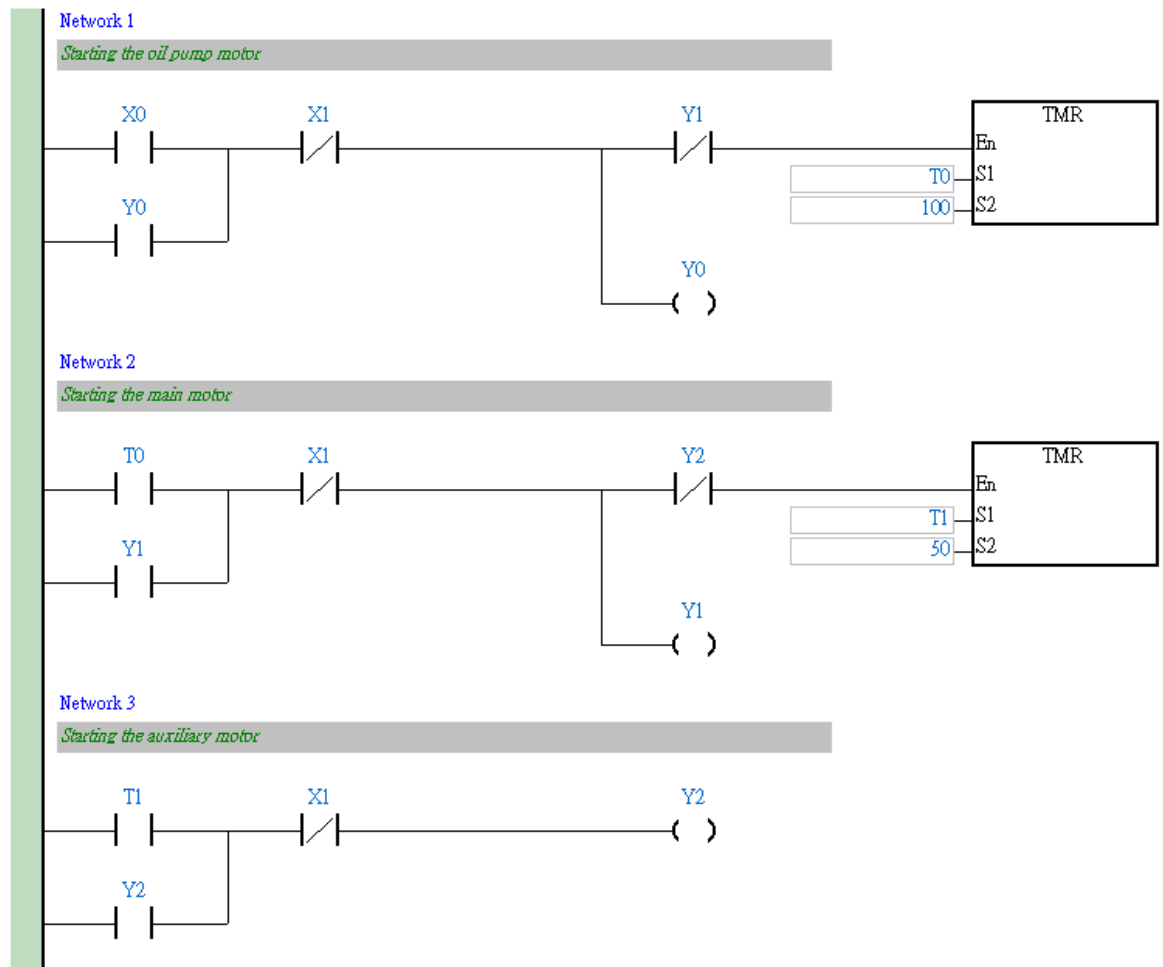 Network 1
Starting the oil pump motor
X0 X1 Y1 TMR
En
T0 S1
Y0 100 S2
Y0
Network 2
Starting the main motor
T0 X1 Y2 TMR
En
T1 S1
Y1 50 S2
Y1
Network 3
Starting the auxiliary motor
T1 X1 Y2
Y2